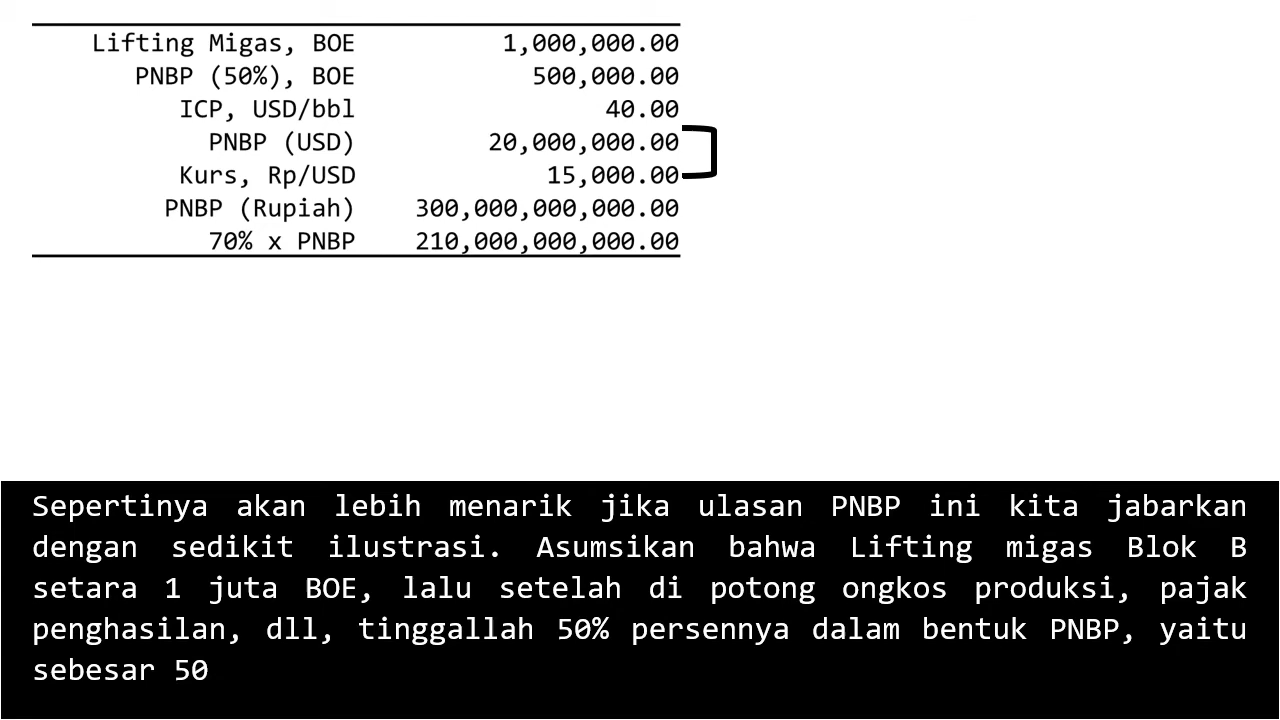 Lifting Migas, BOE 1,000,000.00
PNBP (50%), BOE 500,000.00
ICP, USD/bbl 40.00
PNBP (USD) 20,000,000.00
Kurs, Rp/USD 15,000.00
PNBP (Rupiah) 300,000,000,000.00
70% x PNBP 210,000,000,000.00
Sepertinya akan lebih menarik jika ulasan PNBP ini kita jabarkan
dengan sedikit ilustrasi. Asumsikan bahwa Lifting migas Blok B
setara 1 juta BOE, lalu setelah di potong ongkos produksi, pajak
penghasilan, dll, tinggallah 50% persennya dalam bentuk PNBP, yaitu
sebesar 50